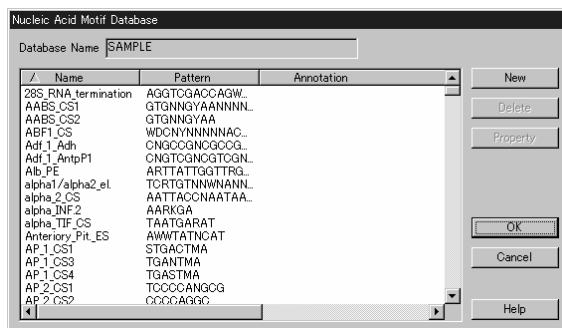 Nucleic Acid Motif Database
Database Name SAMPLE
Name Pattern Annotation
28S_RNA_termination AGGTCGACCAGW...
AABS_CS1 GTGNNGYAANNNN...
AABS_CS2 GTGNNGYAA
ABF1_CS WDCNYNNNNNAC...
Adf_1_Adh CNGCCGNCGCCG...
Adf_1_AntpP1 CNGTCGNCGTCGN...
Alb_PE ARTTATTGGTTRG...
alpha1/alpha2_el. TCRTGTNNWNANN...
alpha_2_CS AATTACCNAATAA...
alpha_INF.2 AARKGA
alpha_TIF_CS TAATGARAT
Anteriory_Pit_ES AWWTATNCAT
AP_1_CS1 STGACTMA
AP_1_CS3 TGANTMA
AP_1_CS4 TGASTMA
AP_2_CS1 TCCCCANGCG
AP_2_CS2 CCCCAGGC
New
Delete
Property
OK
Cancel
Help